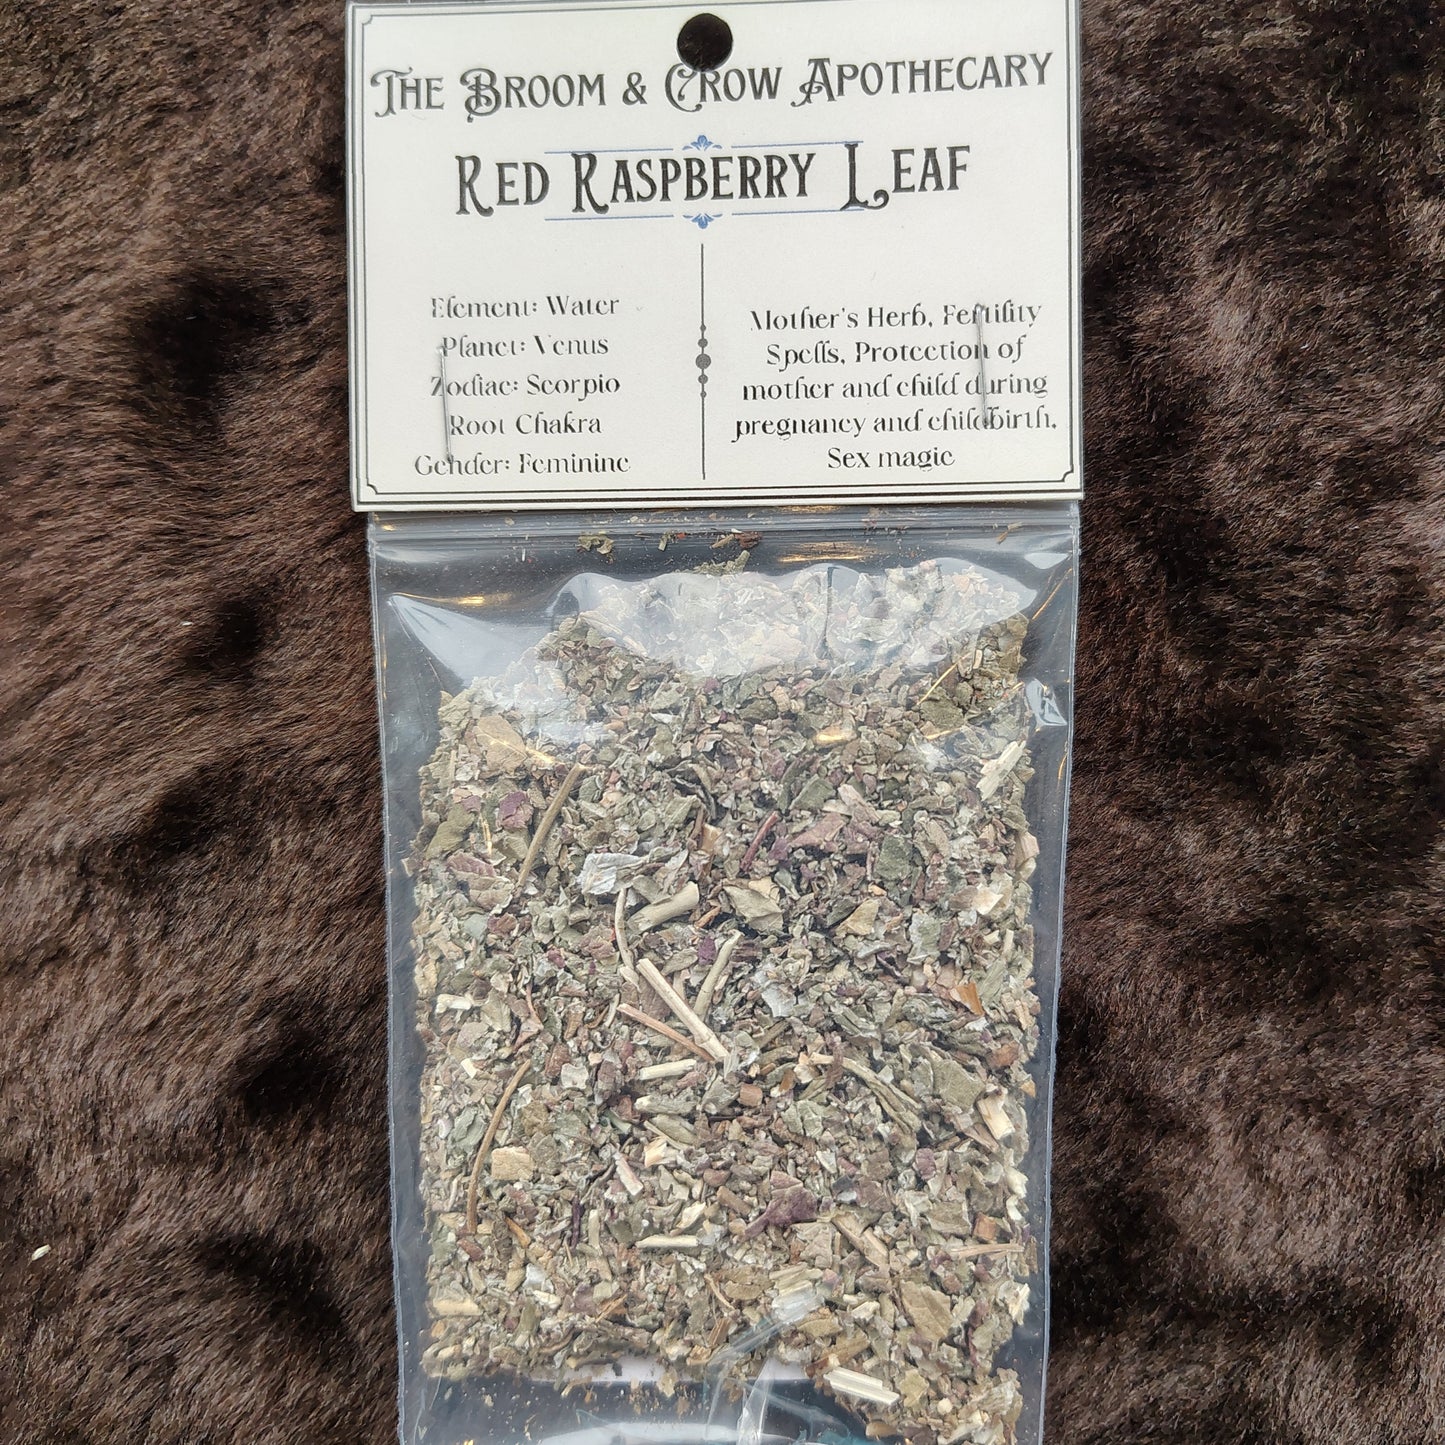 The Broom & Crow Apothecary
Red Raspberry Leaf
Element: Water
Planet: Venus
Zodiac: Scorpio
Root Chakra
Gender: Feminine
Mother's Herb, Fertility
Spells, Protection of
mother and child during
pregnancy and childbirth,
Sex magic